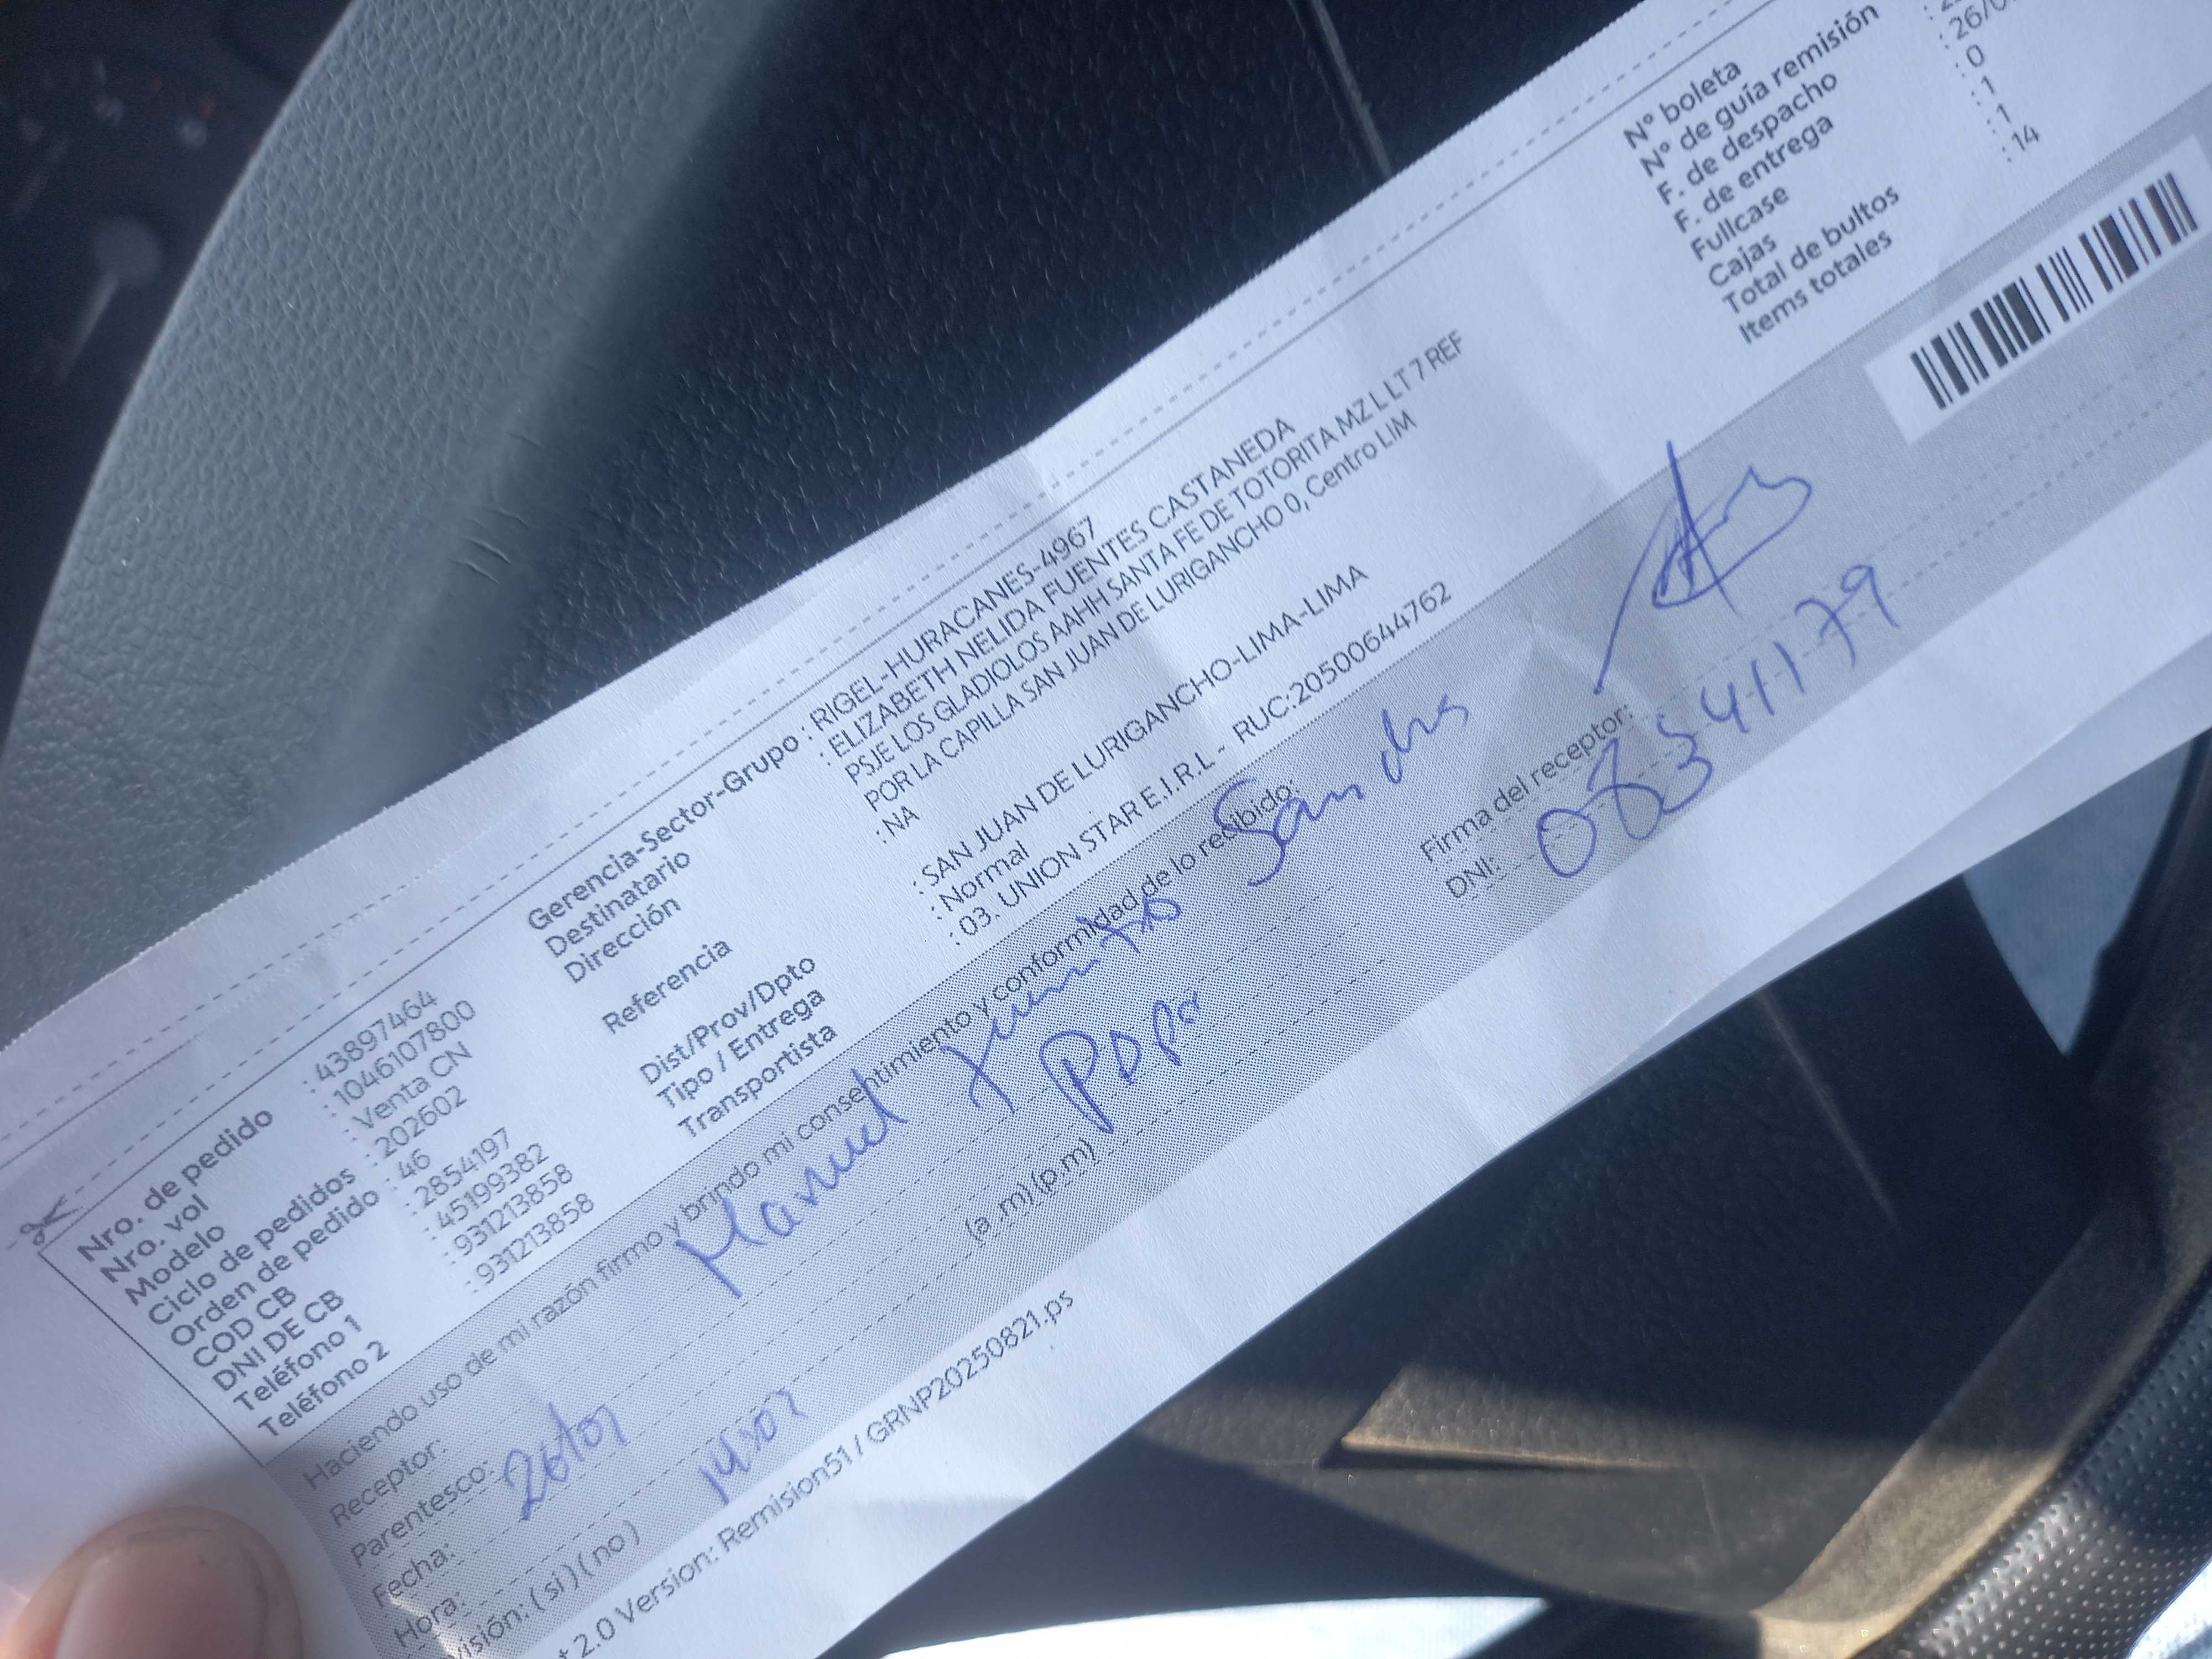 Nro. de pedido : 43897464
Nro. vol : 1046107800
Modelo : Venta CN
Ciclo de pedidos : 202602
Orden de pedido : 46
COD CB : 2854197
DNI DE CB : 45199382
Teléfono 1 : 931213858
Teléfono 2 : 931213858
Gerencia-Sector-Grupo : RIGEL-HURACANES-4967
Destinatario : ELIZABETH NELIDA FUENTES CASTANEDA
Dirección PSJE LOS GLADIOLOS AAHH SANTA FE DE TOTORITA MZ L LT 7 REF
POR LA CAPILLA SAN JUAN DE LURIGANCHO 0, Centro LIM
Referencia : NA
Dist/Prov/Dpto : SAN JUAN DE LURIGANCHO-LIMA-LIMA
Tipo / Entrega : Normal
Transportista : 03. UNION STAR E.I.R.L - RUC:20500644762
N° boleta
N° de guía remisión
F. de despacho
F. de entrega : 26/0
Fullcase : 0
Cajas : 1
Total de bultos : 1
Items totales : 14
Haciendo uso de mi razón firmo y brindo mi consentimiento y conformidad de lo recibido:
Receptor: Manuel
Parentesco: Papa
Fecha:
Hora: (a.m) (p.m)
isión: ( si ) ( no )
Firma del receptor:
DNI: 08341179
2.0 Version: Remision51 / GRNP20250821.ps